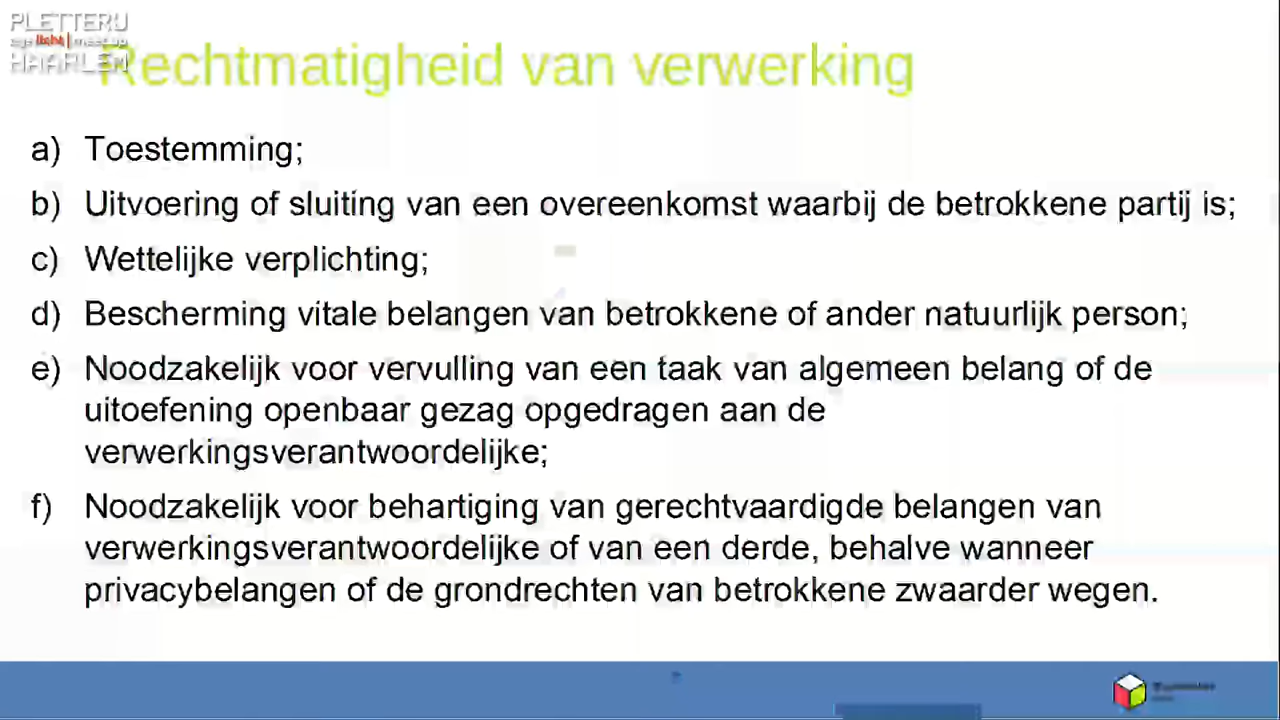 PLETTERIJ
HAARLEM
Rechtmatigheid van verwerking
a) Toestemming;
b) Uitvoering of sluiting van een overeenkomst waarbij de betrokkene partij is;
c) Wettelijke verplichting;
d) Bescherming vitale belangen van betrokkene of ander natuurlijk person;
e) Noodzakelijk voor vervulling van een taak van algemeen belang of de
uitoefening openbaar gezag opgedragen aan de
verwerkingsverantwoordelijke;
f) Noodzakelijk voor behartiging van gerechtvaardigde belangen van
verwerkingsverantwoordelijke of van een derde, behalve wanneer
privacybelangen of de grondrechten van betrokkene zwaarder wegen.